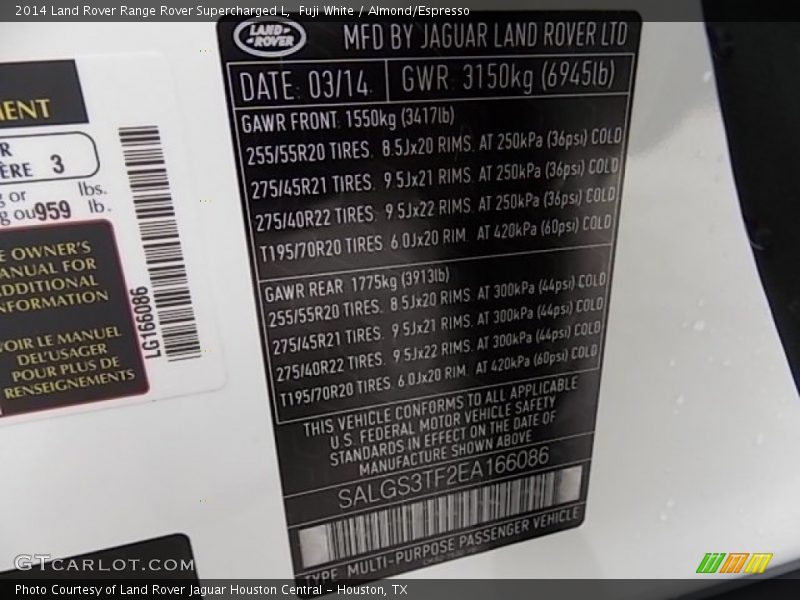 2014 Land Rover Range Rover Supercharged L,  Fuji White / Almond/Espresso
LAND-
-ROVER
MFD BY JAGUAR LAND ROVER LTD
DATE: 03/14
GWR: 3150kg (6945lb)
GAWR FRONT 1550kg (3417lb)
255/55R20 TIRES. 8.5Jx20 RIMS. AT 250kPa (36psi) COLD
275/45R21 TIRES. 9.5Jx21 RIMS. AT 250kPa (36psi) COLD
275/40R22 TIRES. 9.5Jx22 RIMS. AT 250kPa (36psi) COLD
T195/70R20 TIRES. 6.0Jx20 RIM. AT 420kPa (60psi) COLD
GAWR REAR 1775kg (3913lb)
255/55R20 TIRES. 8.5Jx20 RIMS. AT 300kPa (44psi) COLD
275/45R21 TIRES. 9.5Jx21 RIMS. AT 300kPa (44psi) COLD
275/40R22 TIRES. 9.5Jx22 RIMS. AT 300kPa (44psi) COLD
T195/70R20 TIRES. 6.0Jx20 RIM. AT 420kPa (60psi) COLD
THIS VEHICLE CONFORMS TO ALL APPLICABLE
U.S. FEDERAL MOTOR VEHICLE SAFETY
STANDARDS IN EFFECT ON THE DATE OF
MANUFACTURE SHOWN ABOVE
SALGS3TF2EA166086
TYPE MULTI-PURPOSE PASSENGER VEHICLE
MENT
R
ÈRE 3
g or lbs.
g ou 959 lb.
E OWNER'S
ANUAL FOR
DDITIONAL
NFORMATION
VOIR LE MANUEL
DEL'USAGER
POUR PLUS DE
RENSEIGNEMENTS
LG166086
GTCARLOT.COM
Photo Courtesy of Land Rover Jaguar Houston Central - Houston, TX